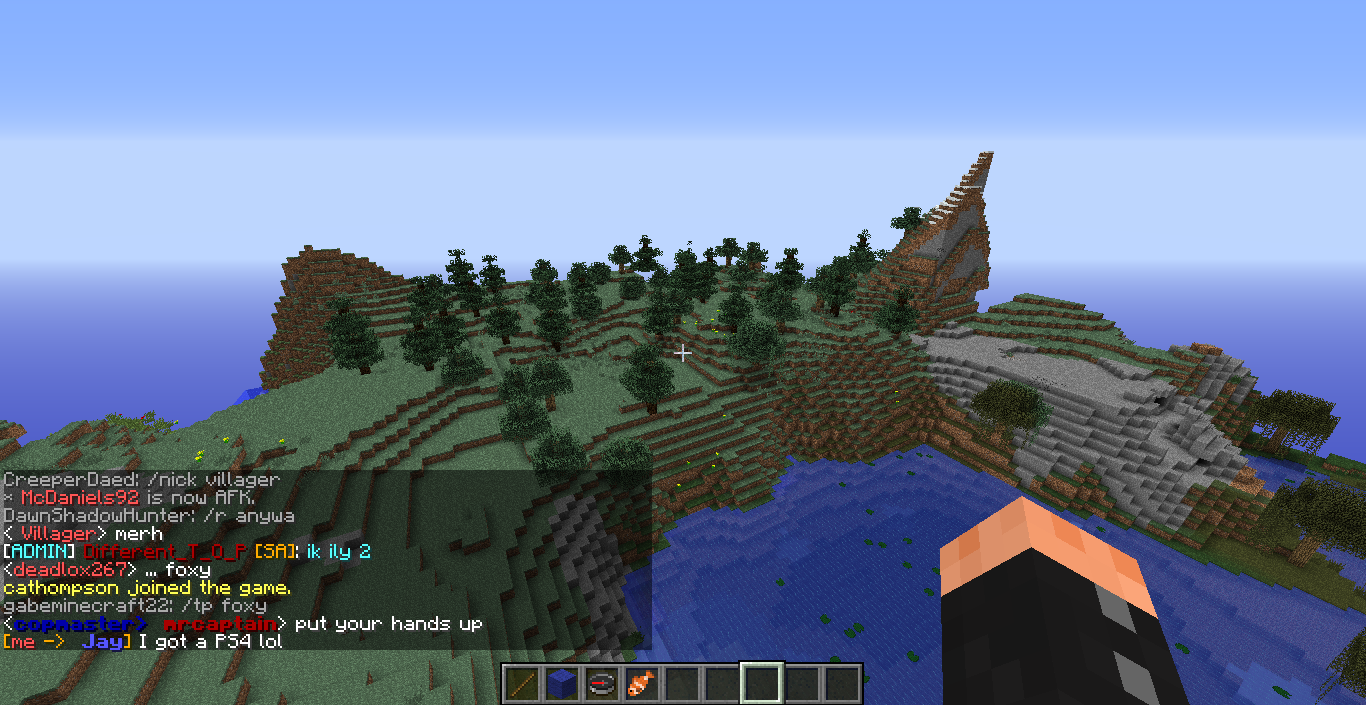 CreeperDaed: /nick villager
* McDaniels92 is now AFK.
DawnShadowHunter: /r anywa
< Villager> merh
[ADMIN] Different_T_O_P [SA]: ik ily 2
<deadlox267> … foxy
cathompson joined the game.
gabeminecraft22: /tp foxy
<copmaster> mrcaptain> put your hands up
[me -> Jay] I got a PS4 lol